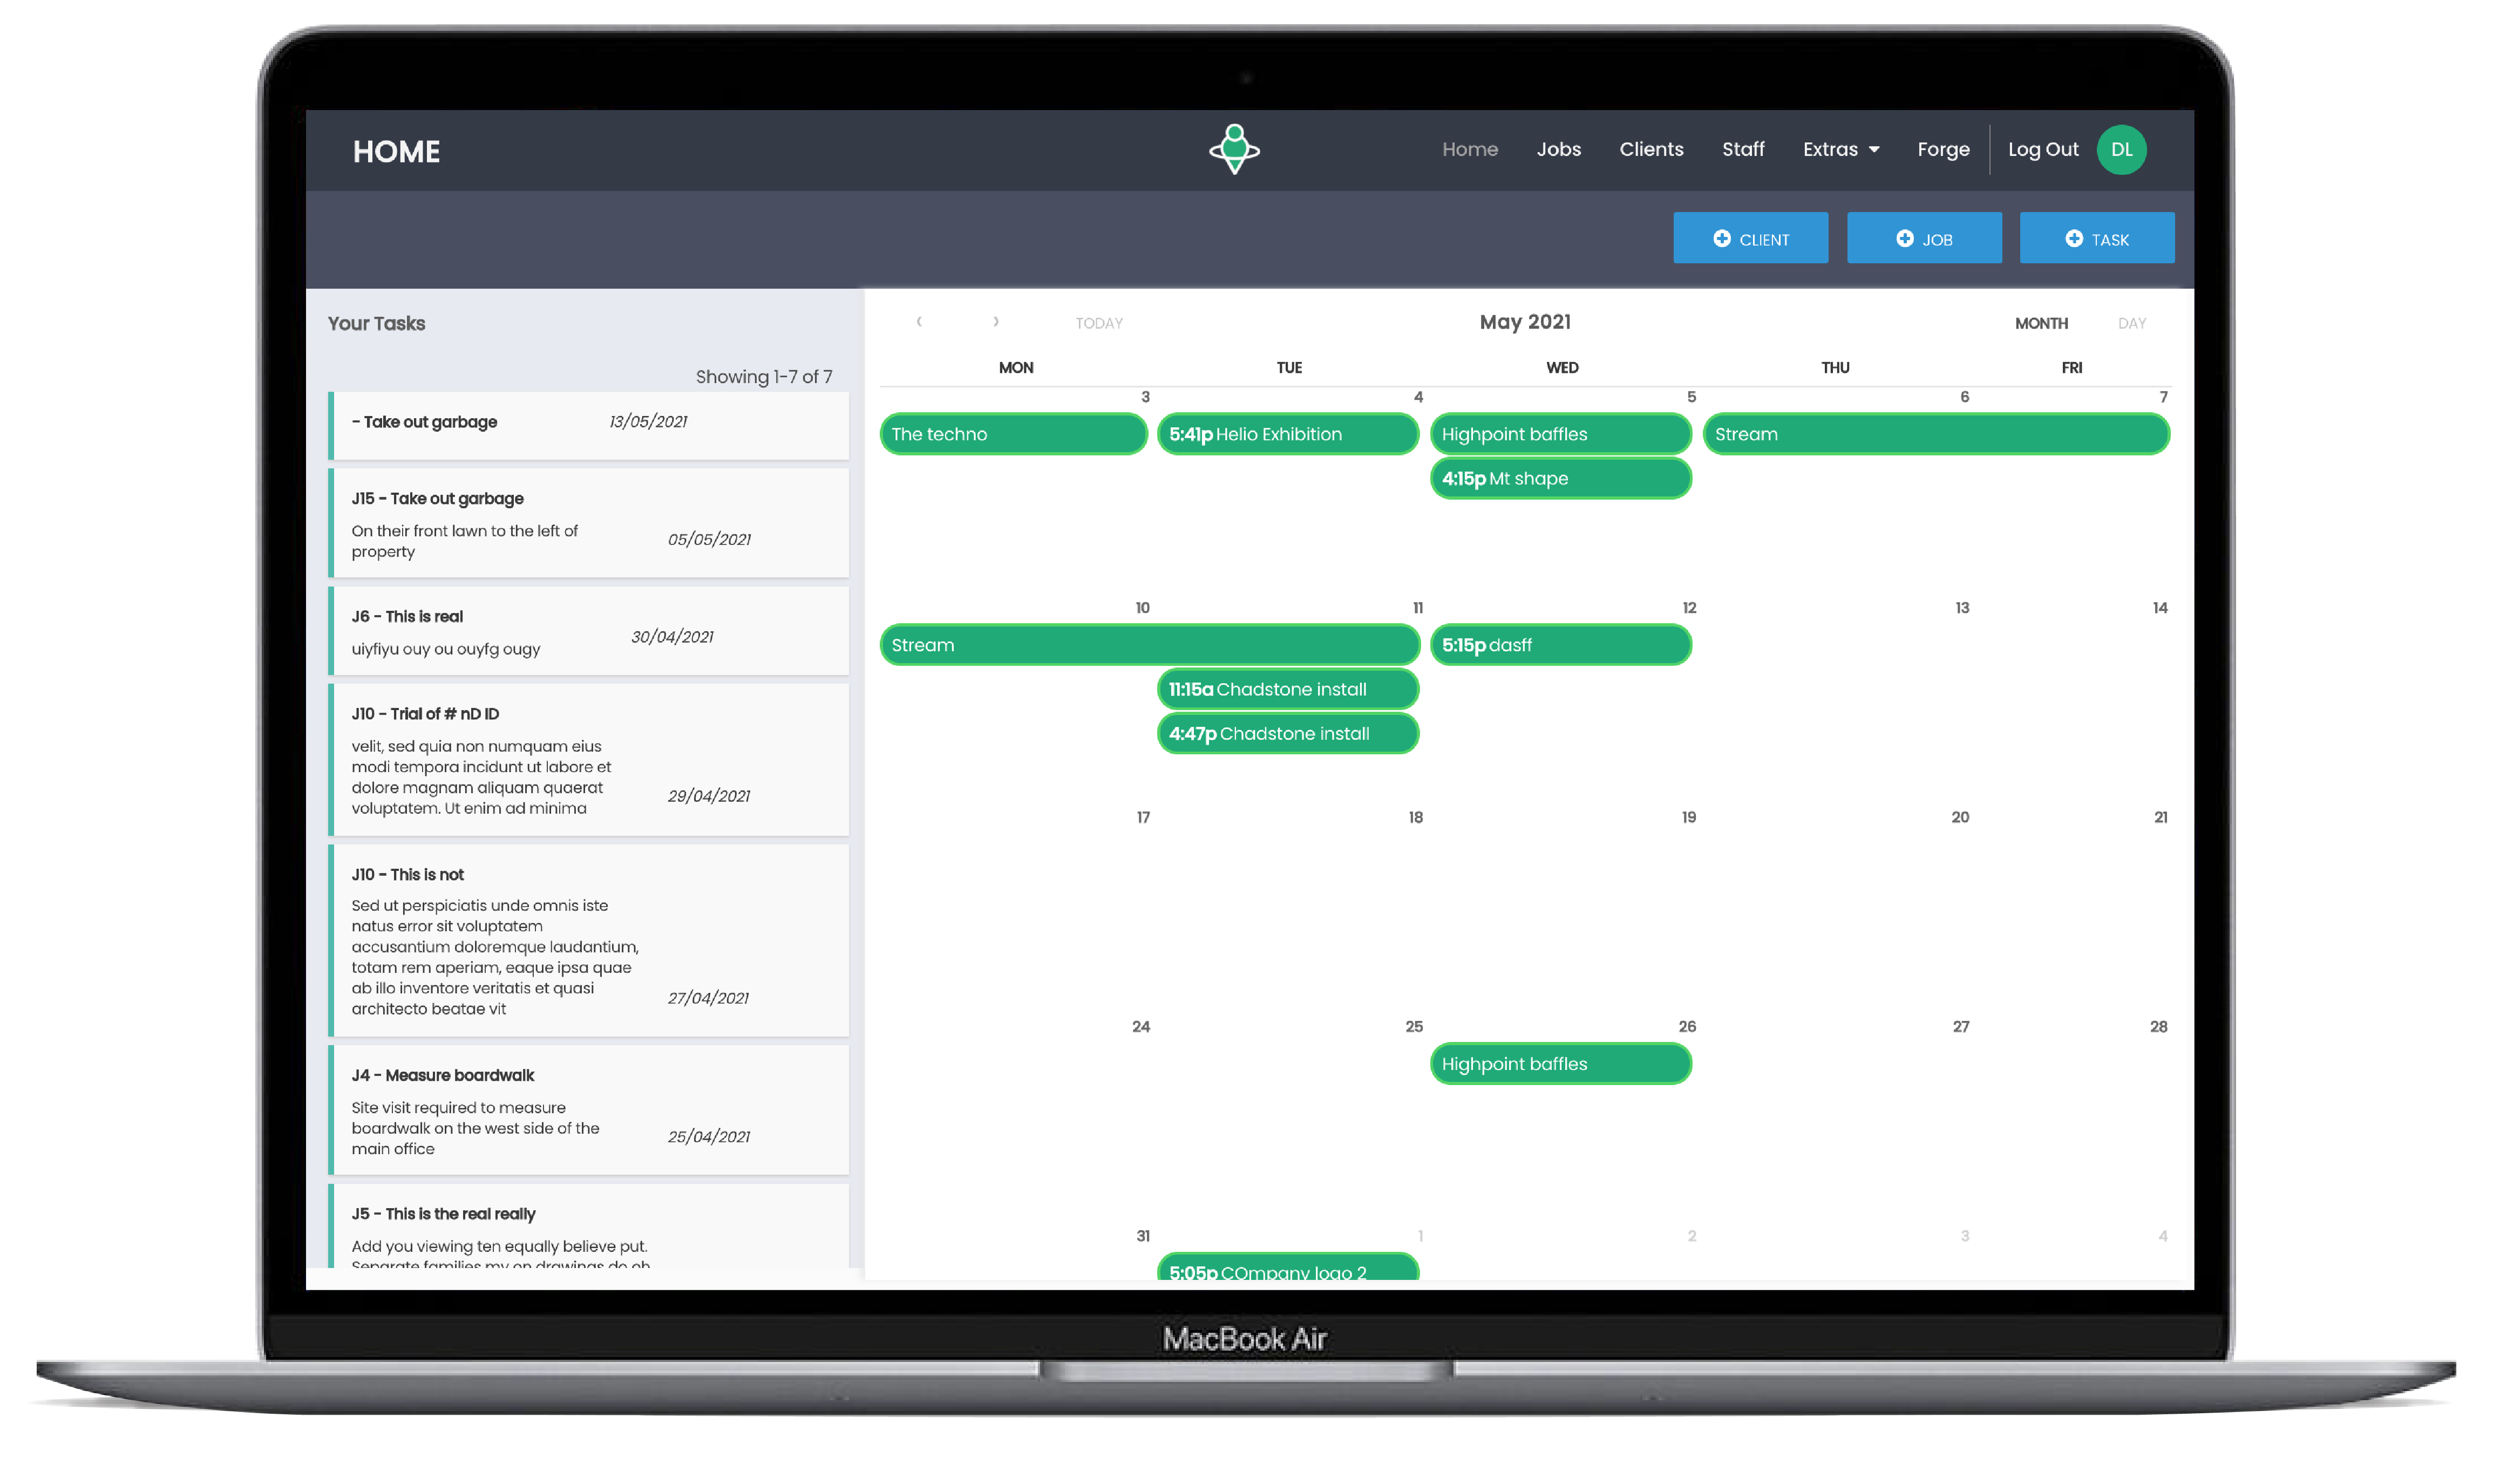 HOME
Home Jobs Clients Staff Extras Forge Log Out DL
CLIENT JOB TASK
Your Tasks
Showing 1-7 of 7
- Take out garbage 13/05/2021
J15 - Take out garbage
On their front lawn to the left of
property
05/05/2021
J6 - This is real
uiyfiyu ouy ou ouyfg ougy
30/04/2021
J10 - Trial of # nD ID
velit, sed quia non numquam eius
modi tempora incidunt ut labore et
dolore magnam aliquam quaerat
voluptatem. Ut enim ad minima
29/04/2021
J10 - This is not
Sed ut perspiciatis unde omnis iste
natus error sit voluptatem
accusantium doloremque laudantium,
totam rem aperiam, eaque ipsa quae
ab illo inventore veritatis et quasi
architecto beatae vit
27/04/2021
J4 - Measure boardwalk
Site visit required to measure
boardwalk on the west side of the
main office
25/04/2021
J5 - This is the real really
Add you viewing ten equally believe put.
Separate families my on drawings do oh
TODAY May 2021 MONTH DAY
MON TUE WED THU FRI
3 4 5 6 7
The techno 5:41p Helio Exhibition Highpoint baffles Stream
4:15p Mt shape
10 11 12 13 14
Stream 5:15p dasff
11:15a Chadstone install
4:47p Chadstone install
17 18 19 20 21
24 25 26 27 28
Highpoint baffles
31 1 2 3 4
5:05p COmpany logo 2
MacBook Air